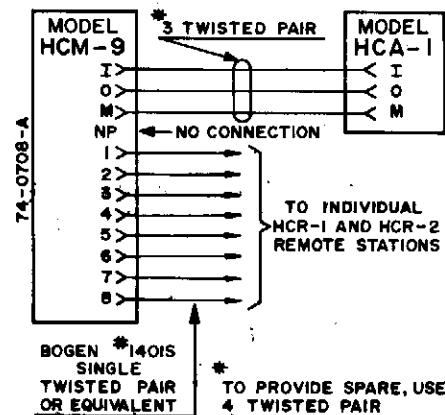 MODEL
HCM-9
* 3 TWISTED PAIR
MODEL
HCA-1
I
O
M
I
O
M
NP
NO CONNECTION
1
2
3
4
5
6
7
8
74-0708-A
TO INDIVIDUAL
HCR-1 AND HCR-2
REMOTE STATIONS
BOGEN *1401S
SINGLE
TWISTED PAIR
OR EQUIVALENT
*
TO PROVIDE SPARE, USE
4 TWISTED PAIR